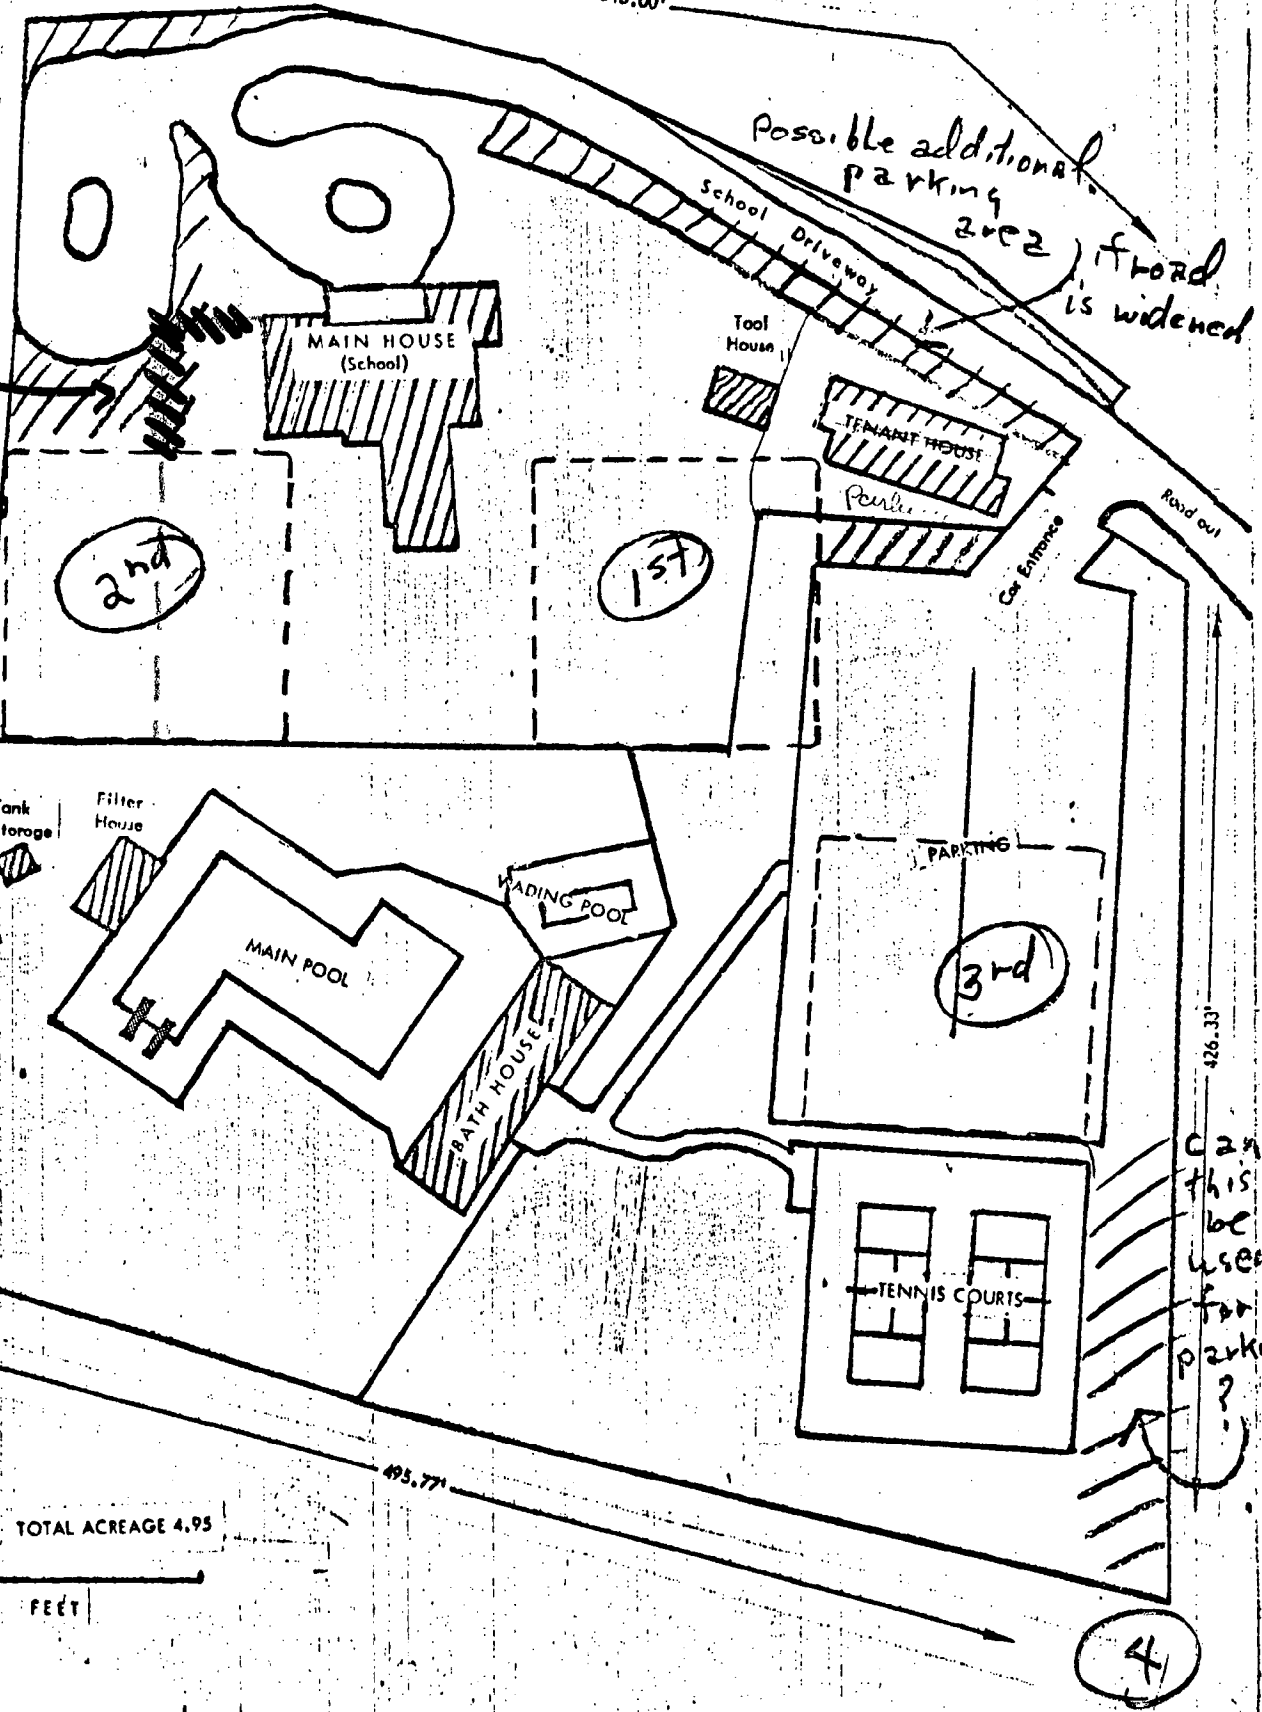 Possible additional
parking
area if road
is widened
School Driveway
Tool
House
MAIN HOUSE
(School)
TENANT HOUSE
Road out
Car Entrance
2nd
1st
Filter
House
PARKING
WADING POOL
MAIN POOL
3rd
BATH HOUSE
426.33'
can
this
be
used
for
?
TENNIS COURTS
495.77'
TOTAL ACREAGE 4.95
FEET
4